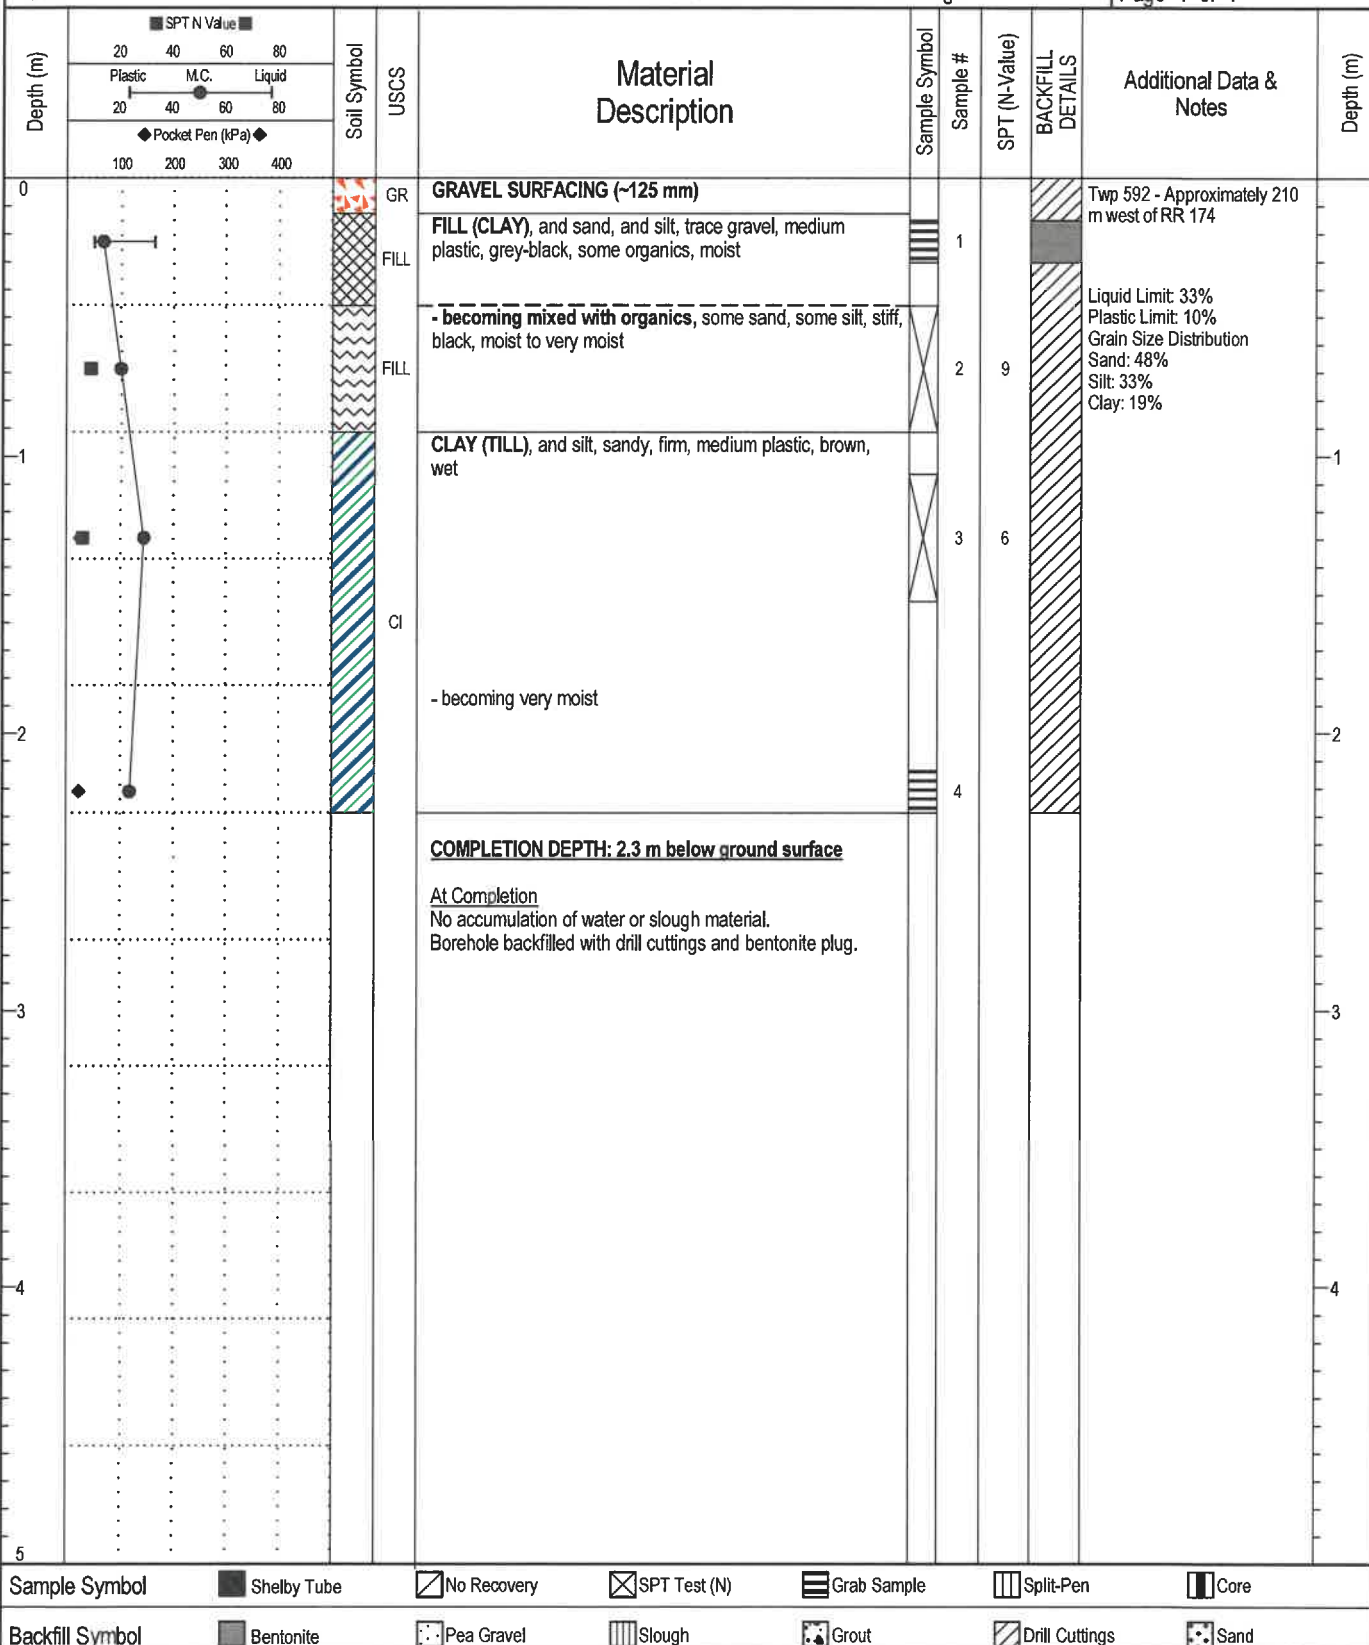 Page 1 of 1
Depth (m)
SPT N Value
20 40 60 80
Plastic M.C. Liquid
20 40 60 80
Pocket Pen (kPa)
100 200 300 400
Soil Symbol
USCS
Material
Description
Sample Symbol
Sample #
SPT (N-Value)
BACKFILL
DETAILS
Additional Data &
Notes
Depth (m)
0
GR
GRAVEL SURFACING (~125 mm)
Twp 592 - Approximately 210
m west of RR 174
FILL
FILL (CLAY), and sand, and silt, trace gravel, medium
plastic, grey-black, some organics, moist
1
Liquid Limit: 33%
Plastic Limit: 10%
Grain Size Distribution
Sand: 48%
Silt: 33%
Clay: 19%
FILL
- becoming mixed with organics, some sand, some silt, stiff,
black, moist to very moist
2 9
CLAY (TILL), and silt, sandy, firm, medium plastic, brown,
wet
1 1
3 6
CI
- becoming very moist
2 2
4
COMPLETION DEPTH: 2.3 m below ground surface
At Completion
No accumulation of water or slough material.
Borehole backfilled with drill cuttings and bentonite plug.
3 3
4 4
5
Sample Symbol Shelby Tube No Recovery SPT Test (N) Grab Sample Split-Pen Core
Backfill Symbol Bentonite Pea Gravel Slough Grout Drill Cuttings Sand